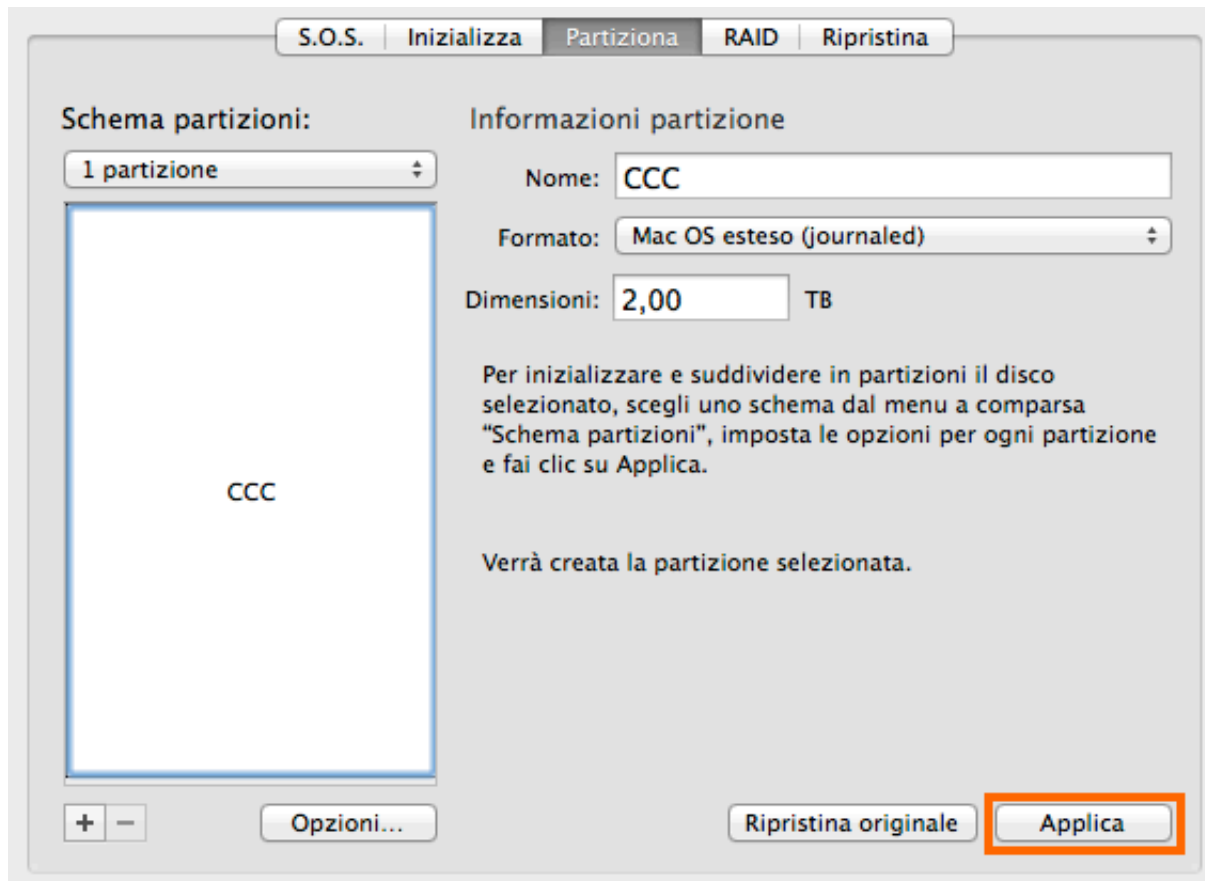 S.O.S. Inizializza Partiziona RAID Ripristina
Schema partizioni:
1 partizione
CCC
+ −
Opzioni...
Informazioni partizione
Nome: CCC
Formato: Mac OS esteso (journaled)
Dimensioni: 2,00 TB
Per inizializzare e suddividere in partizioni il disco
selezionato, scegli uno schema dal menu a comparsa
“Schema partizioni”, imposta le opzioni per ogni partizione
e fai clic su Applica.
Verrà creata la partizione selezionata.
Ripristina originale Applica